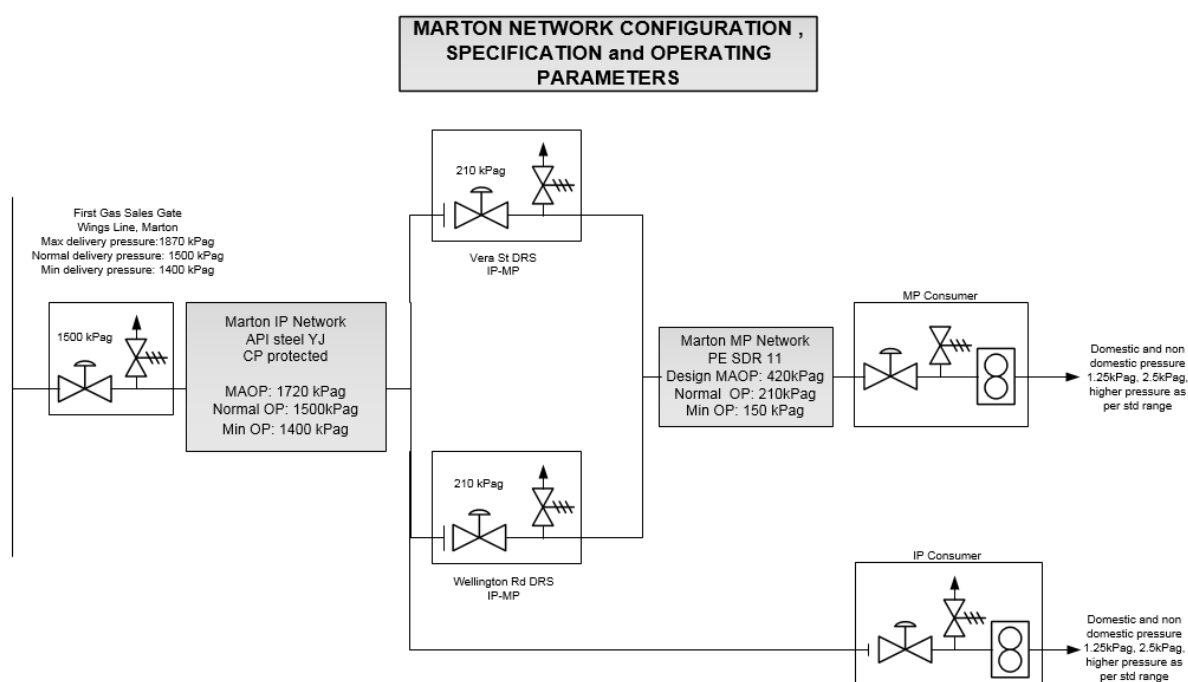 MARTON NETWORK CONFIGURATION ,
SPECIFICATION and OPERATING
PARAMETERS
First Gas Sales Gate
Wings Line, Marton
Max delivery pressure:1870 kPag
Normal delivery pressure: 1500 kPag
Min delivery pressure: 1400 kPag
1500 kPag
Marton IP Network
API steel YJ
CP protected
MAOP: 1720 kPag
Normal OP: 1500kPag
Min OP: 1400 kPag
210 kPag
Vera St DRS
IP-MP
210 kPag
Wellington Rd DRS
IP-MP
Marton MP Network
PE SDR 11
Design MAOP: 420kPag
Normal OP: 210kPag
Min OP: 150 kPag
MP Consumer
Domestic and non
domestic pressure
1.25kPag, 2.5kPag,
higher pressure as
per std range
IP Consumer
Domestic and non
domestic pressure
1.25kPag, 2.5kPag,
higher pressure as
per std range